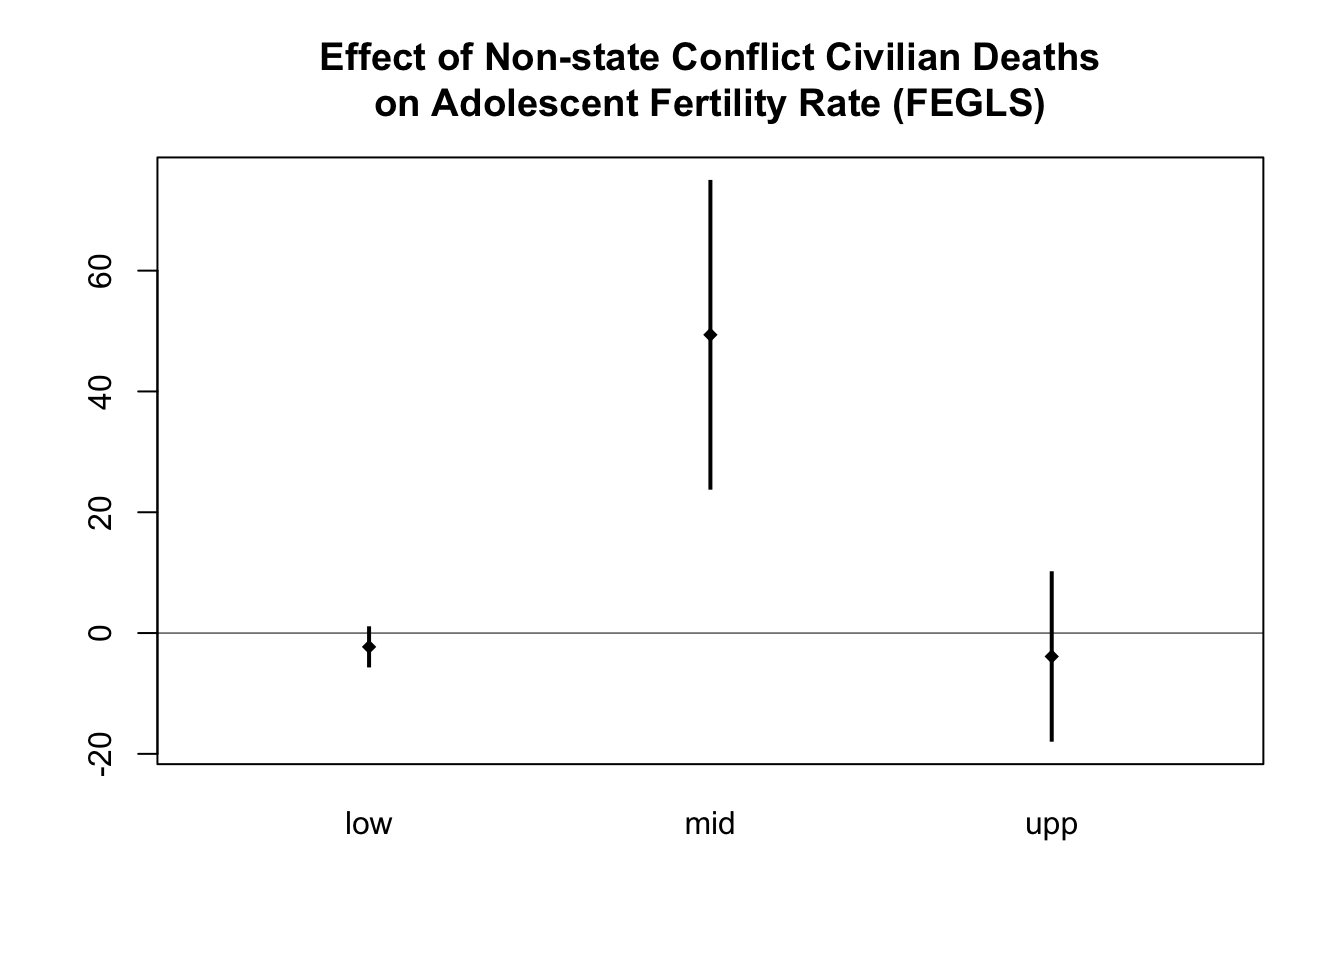 Effect of Non-state Conflict Civilian Deaths
on Adolescent Fertility Rate (FEGLS)
60
40
20
0
-20
low mid upp